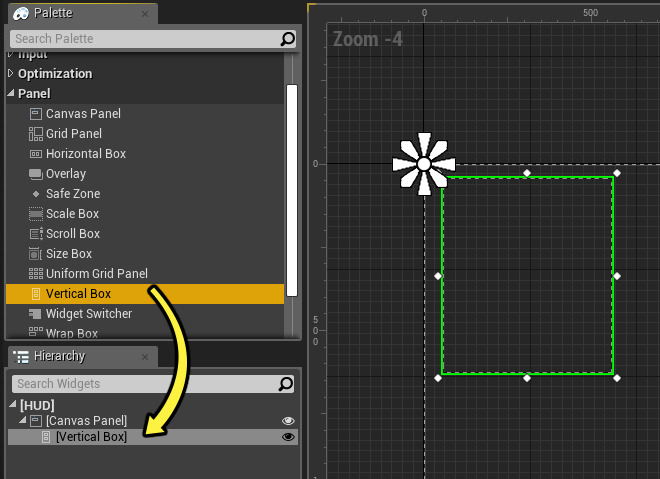 Palette
Search Palette
Input
Optimization
Panel
Canvas Panel
Grid Panel
Horizontal Box
Overlay
Safe Zone
Scale Box
Scroll Box
Size Box
Uniform Grid Panel
Vertical Box
Widget Switcher
Wrap Box
Hierarchy
Search Widgets
[HUD]
[Canvas Panel]
[Vertical Box]
0
500
Zoom -4
0
500